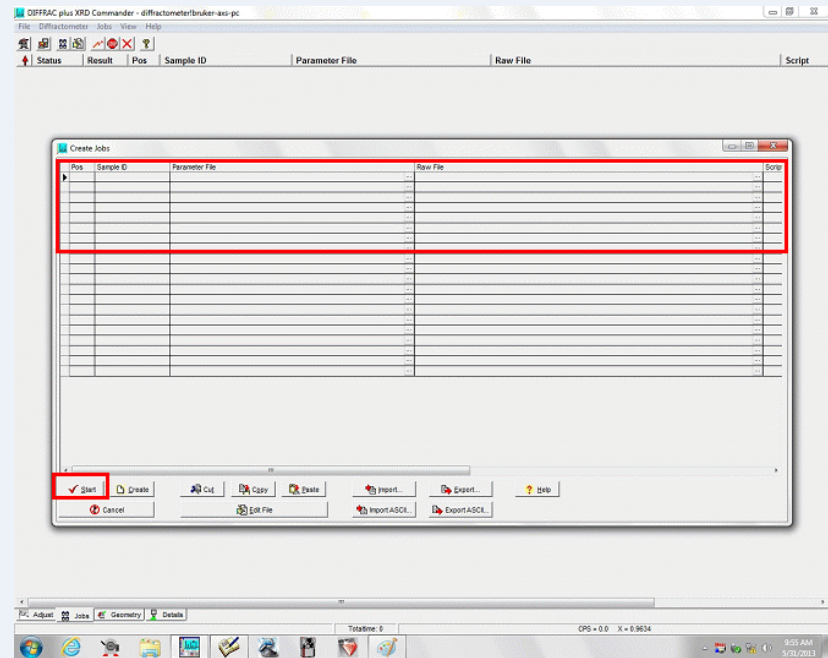 DIFFRAC plus XRD Commander - diffractometer!bruker-axs-pc
File Diffractometer Jobs View Help
Status Result Pos Sample ID Parameter File Raw File Script
Create Jobs
Pos Sample ID Parameter File Raw File Scrip
Start Create Cut Copy Paste Import... Export... Help
Cancel Edit File Import ASCII... Export ASCII...
Adjust Jobs Geometry Details
Totaltime: 0 CPS = 0.0 X = 0.9634
9:55 AM
5/31/2013